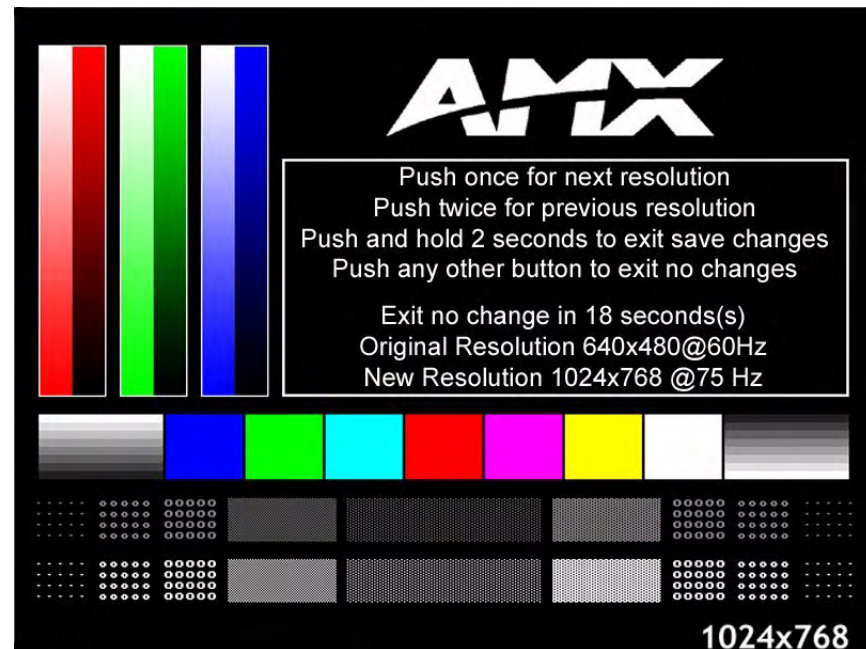 AMX
Push once for next resolution
Push twice for previous resolution
Push and hold 2 seconds to exit save changes
Push any other button to exit no changes
Exit no change in 18 seconds(s)
Original Resolution 640x480@60Hz
New Resolution 1024x768 @75 Hz
1024x768